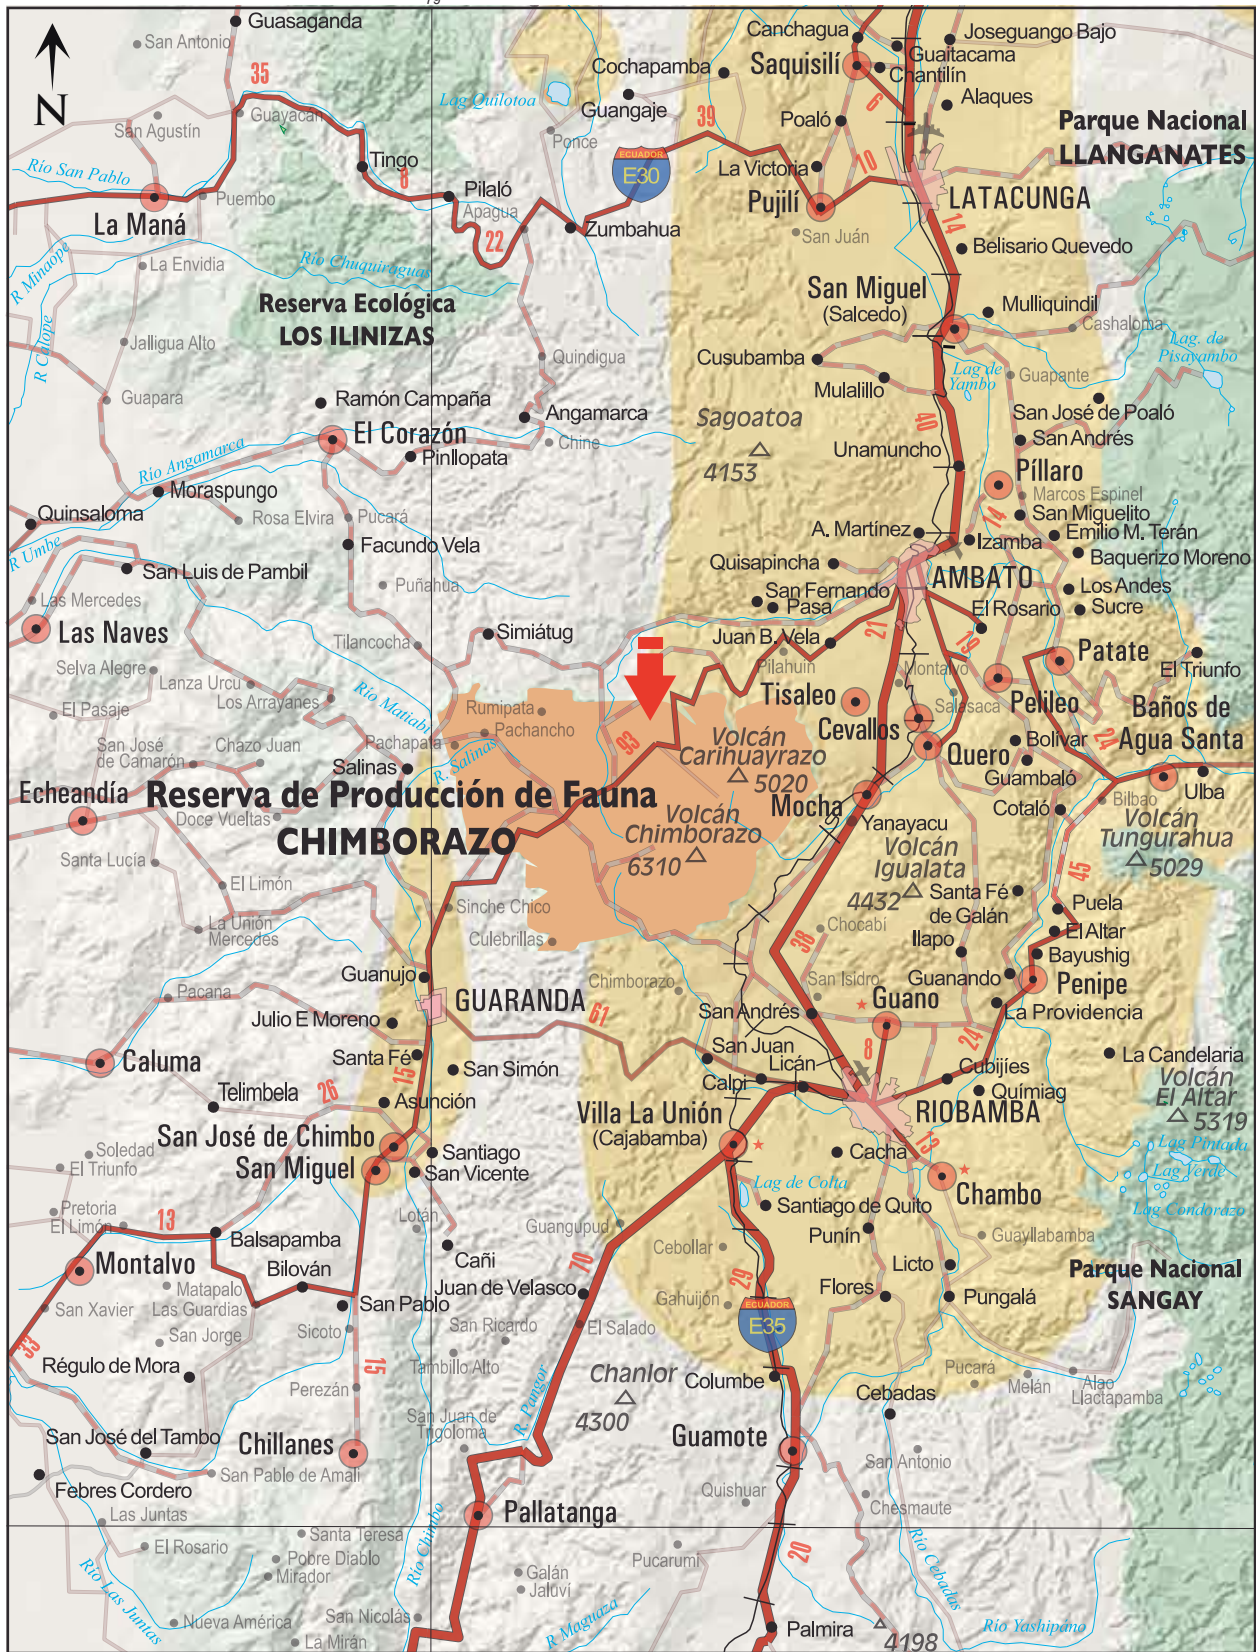 Guasaganda
San Antonio
N
35
Guayacan
San Agustín
Río San Pablo
Tingo
8
Puembo
La Maná
Pilaló
Apagua
22
Zumbahua
Lag Quilotoa
Cochapamba
Guangaje
Ponce
ECUADOR
E30
39
Canchagua
Joseguango Bajo
Guaitacama
Saquisilí
Chantilín
6
Alaques
Poaló
Parque Nacional
LLANGANATES
La Victoria
10
Pujilí
LATACUNGA
14
San Juán
Belisario Quevedo
La Envidia
R Minaope
Río Chuquiraguas
Reserva Ecológica
LOS ILINIZAS
R Calope
Jalligua Alto
Quindigua
San Miguel
(Salcedo)
Mulliquindil
Cashaloma
Lag. de
Pisayambo
Cusubamba
Mulalillo
Lag de
Yambo
Guapante
Guapara
Ramón Campaña
Angamarca
San José de Poaló
Sagoatoa
4153
40
El Corazón
Chine
San Andrés
Pinllopata
Río Angamarca
Unamuncho
Píllaro
Moraspungo
Marcos Espinel
Quinsaloma
Rosa Elvira
Pucará
14
San Miguelito
A. Martínez
Izamba
Emilio M. Terán
R Umbe
Facundo Vela
Baquerizo Moreno
San Luis de Pambil
Quisapincha
AMBATO
Puñahua
San Fernando
Los Andes
Las Mercedes
Pasa
El Rosario
Sucre
Las Naves
Simiátug
Juan B. Vela
21
19
Tilancocha
Pilahuín
Patate
El Triunfo
Selva Alegre
Montalvo
Lanza Urcu
Río Matiabí
Tisaleo
Salasaca
Pelileo
Baños de
Agua Santa
El Pasaje
Los Arrayanes
Rumipata
Cevallos
San José
de Camarón
Chazo Juan
Pachapata
Pachancho
93
Volcán
Carihuayrazo
5020
Quero
Bolivar
24
Salinas
R. Salinas
Guambaló
Ulba
Echeandía
Reserva de Producción de Fauna
CHIMBORAZO
Mocha
Cotaló
Bilbao
Doce Vueltas
Volcán
Chimborazo
6310
Yanayacu
Volcán
Tungurahua
5029
Volcán
Igualata
4432
Santa Lucía
El Limón
Santa Fé
de Galán
45
Sinche Chico
Puela
La Unión
Mercedes
Chocabí
Culebrillas
Ilapo
El Altar
38
Bayushig
Guanujo
Chimborazo
San Isidro
Guanando
Penipe
Pacana
GUARANDA
Guano
La Providencia
61
Julio E Moreno
San Andrés
Caluma
Santa Fé
San Juan
24
La Candelaria
15
San Simón
Licán
8
Cubijíes
Volcán
El Altar
5319
Telimbela
26
Asunción
Calpi
Químiag
Villa La Unión
(Cajabamba)
RIOBAMBA
San José de Chimbo
Soledad
El Triunfo
San Miguel
Santiago
San Vicente
Cacha
13
Lag Pintada
Lag Verde
Lag Condorazo
Lag de Colta
Chambo
Pretoria
El Limón
13
Lotán
Guangupud
Santiago de Quito
Punín
Balsapamba
Cebollar
Guayllabamba
Montalvo
Cañi
Bilován
70
29
Licto
Parque Nacional
SANGAY
Matapalo
Las Guardias
Juan de Velasco
Gahuijón
Flores
Pungalá
San Xavier
San Pablo
ECUADOR
E35
San Jorge
Sicoto
San Ricardo
El Salado
33
Tambillo Alto
Pucará
Régulo de Mora
15
Perezán
Chanlor
4300
Columbe
Cebadas
Melán
Alao
Llactapamba
San Juan de
Trigoloma
R. Pangor
San José del Tambo
Chillanes
Guamote
San Antonio
San Pablo de Amali
Febres Cordero
Quishuar
Chesmaute
Las Juntas
Pallatanga
Santa Teresa
El Rosario
Pobre Diablo
Mirador
Río Chimbo
Pucarumi
20
Río Cebadas
Galán
Jaluví
Río Las Juntas
Nueva América
San Nicolás
R Maguaza
Palmira
4198
Río Yashipáno
La Mirán